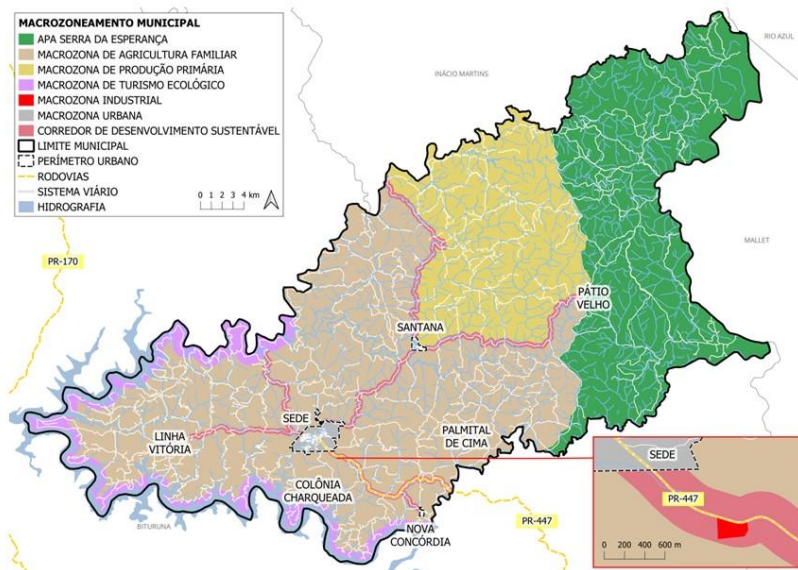 MACROZONEAMENTO MUNICIPAL
APA SERRA DA ESPERANÇA
MACROZONA DE AGRICULTURA FAMILIAR
MACROZONA DE PRODUÇÃO PRIMÁRIA
MACROZONA DE TURISMO ECOLÓGICO
MACROZONA INDUSTRIAL
MACROZONA URBANA
CORREDOR DE DESENVOLVIMENTO SUSTENTÁVEL
LIMITE MUNICIPAL
PERÍMETRO URBANO
RODOVIAS
SISTEMA VIÁRIO
HIDROGRAFIA
0 1 2 3 4 km
RIO AZUL
INÁCIO MARTINS
MALLET
PR-170
PÁTIO
VELHO
SANTANA
SEDE
LINHA
VITÓRIA
PALMITAL
DE CIMA
COLÔNIA
CHARQUEADA
BITURUNA
NOVA
CONCÓRDIA
PR-447
SEDE
PR-447
0 200 400 600 m